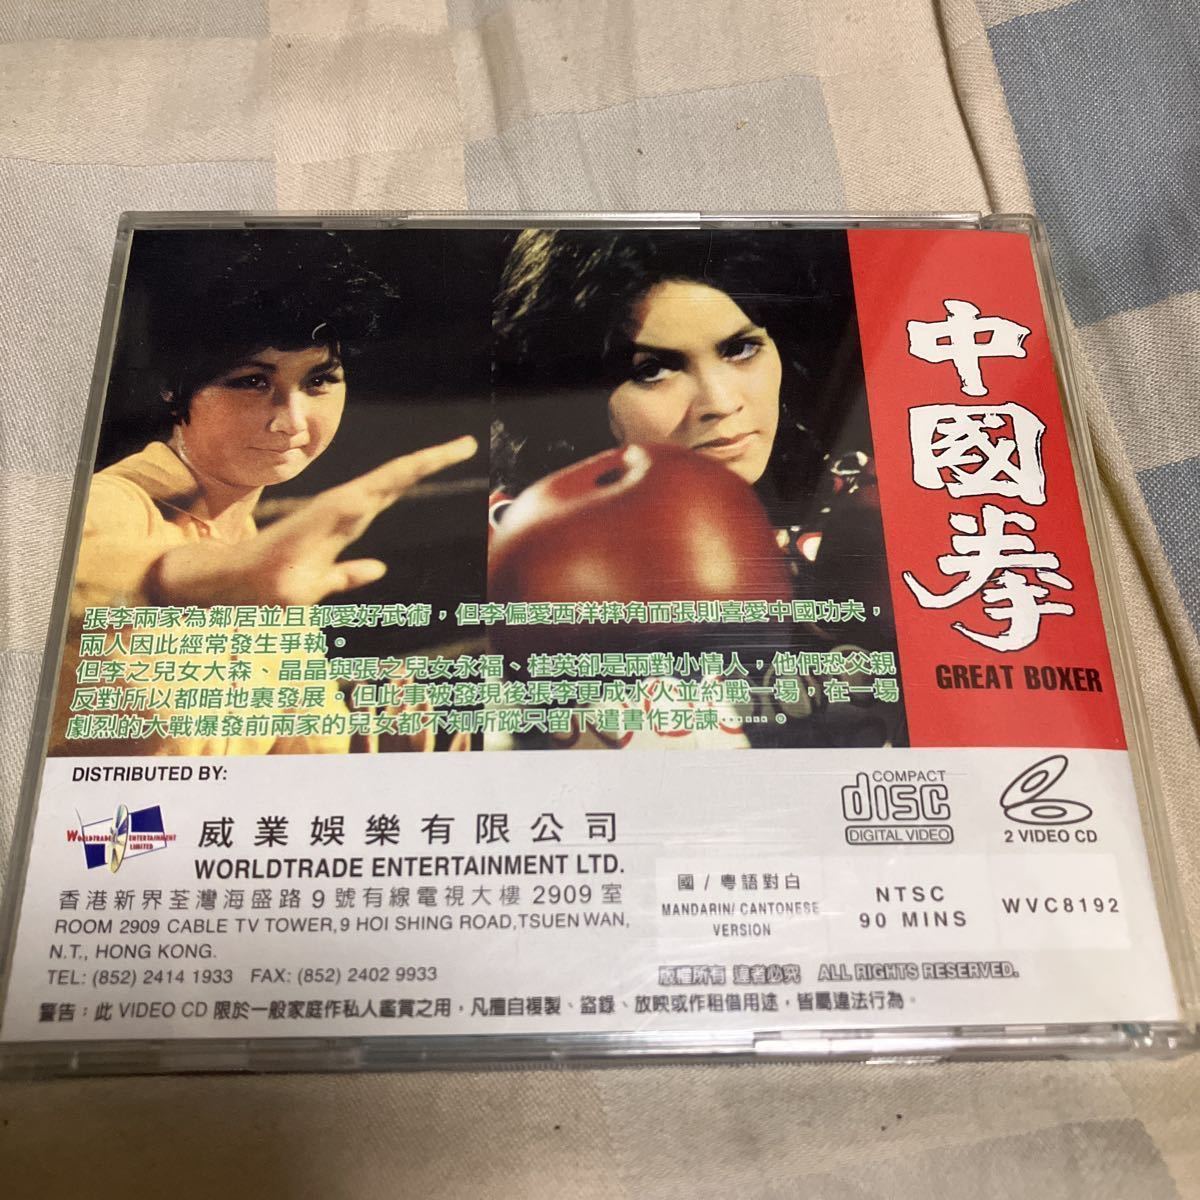 中國拳
GREAT BOXER
張李兩家為鄰居並且都愛好武術，但李偏愛西洋摔角而張則喜愛中國功夫，
兩人因此經常發生爭執。
但李之兒女大森、晶晶與張之兒女永福、桂英卻是兩對小情人，他們恐父親
反對所以都暗地裏發展。但此事被發現後張李更成水火並約戰一場，在一場
劇烈的大戰爆發前兩家的兒女都不知所蹤只留下遺書作死諫……。
DISTRIBUTED BY:
WORLDTRADE ENTERTAINMENT
LIMITED
威業娛樂有限公司
WORLDTRADE ENTERTAINMENT LTD.
香港新界荃灣海盛路9號有線電視大樓2909室
ROOM 2909 CABLE TV TOWER,9 HOI SHING ROAD,TSUEN WAN,
N.T., HONG KONG.
TEL: (852) 2414 1933 FAX: (852) 2402 9933
COMPACT
disc
DIGITAL VIDEO
2 VIDEO CD
國/粵語對白
MANDARIN/ CANTONESE
VERSION
NTSC
90 MINS
WVC8192
版權所有 違者必究 ALL RIGHTS RESERVED.
警告：此 VIDEO CD 限於一般家庭作私人鑑賞之用，凡擅自複製、盜錄、放映或作租借用途，皆屬違法行為。